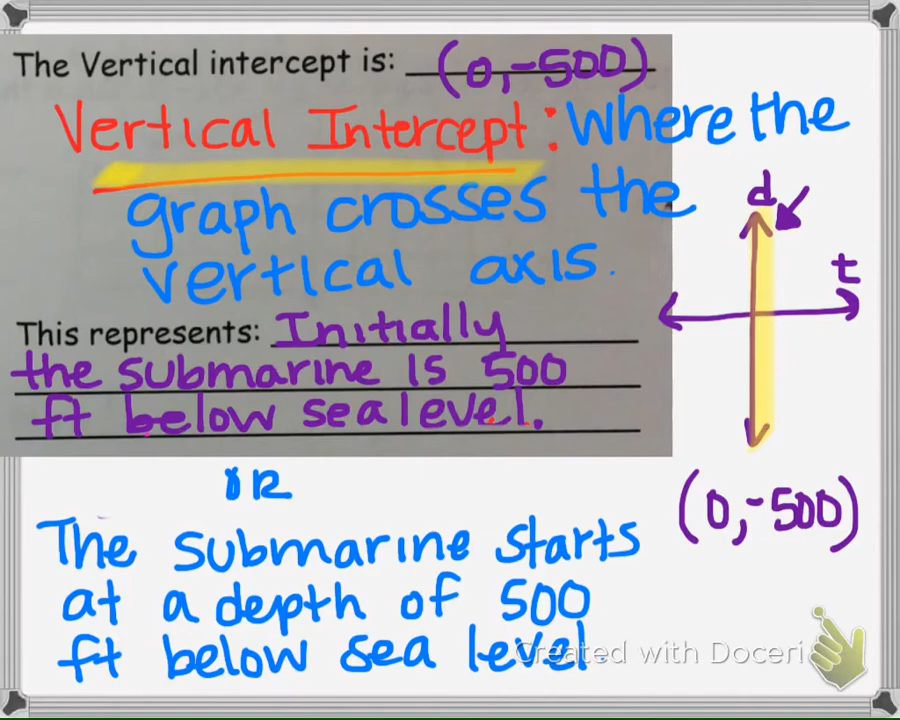 The Vertical intercept is: (0,-500)
Vertical Intercept: Where the
graph crosses the
vertical axis.
d
t
This represents: Initially
the submarine is 500
ft below sea level.
(0,-500)
OR
The submarine starts
at a depth of 500
ft below sea level.
Created with Doceri